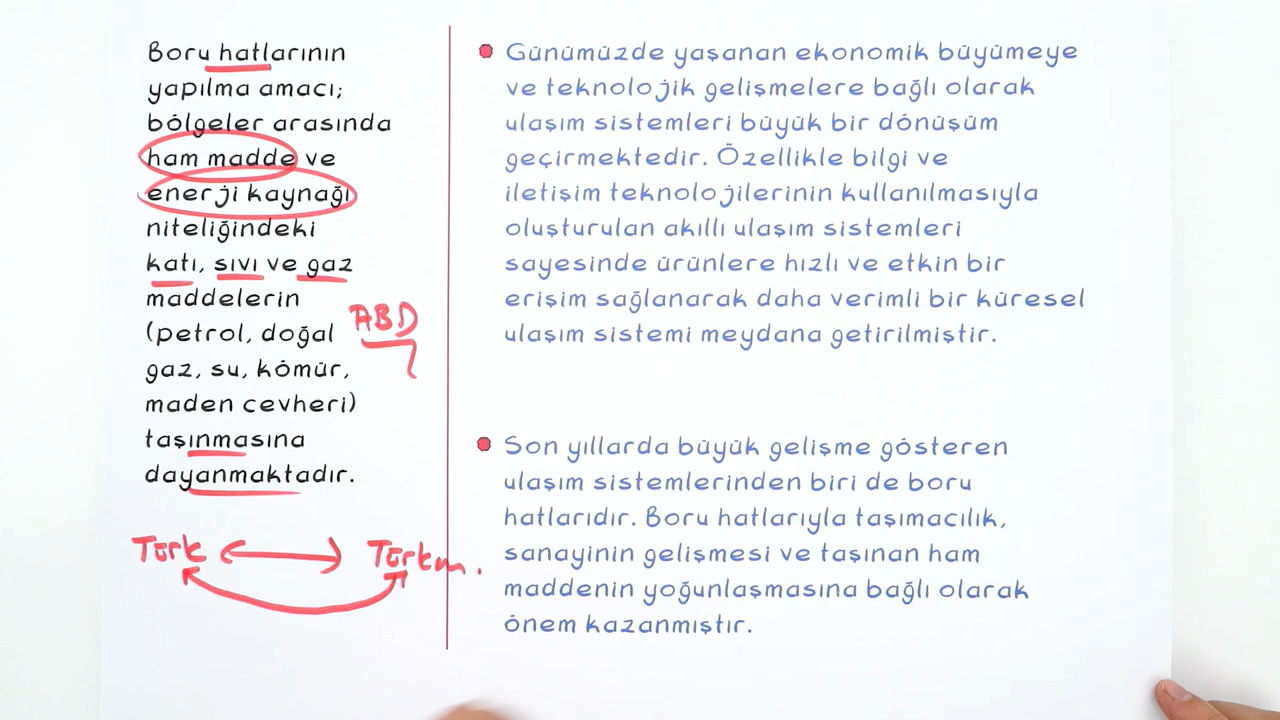 Boru hatlarının
yapılma amacı;
bölgeler arasında
ham madde ve
enerji kaynağı
niteliğindeki
katı, sıvı ve gaz
maddelerin
(petrol, doğal
gaz, su, kömür,
maden cevheri)
taşınmasına
dayanmaktadır.
ABD
Türk
Türkm.
Günümüzde yaşanan ekonomik büyümeye
ve teknolojik gelişmelere bağlı olarak
ulaşım sistemleri büyük bir dönüşüm
geçirmektedir. Özellikle bilgi ve
iletişim teknolojilerinin kullanılmasıyla
oluşturulan akıllı ulaşım sistemleri
sayesinde ürünlere hızlı ve etkin bir
erişim sağlanarak daha verimli bir küresel
ulaşım sistemi meydana getirilmiştir.
Son yıllarda büyük gelişme gösteren
ulaşım sistemlerinden biri de boru
hatlarıdır. Boru hatlarıyla taşımacılık,
sanayinin gelişmesi ve taşınan ham
maddenin yoğunlaşmasına bağlı olarak
önem kazanmıştır.